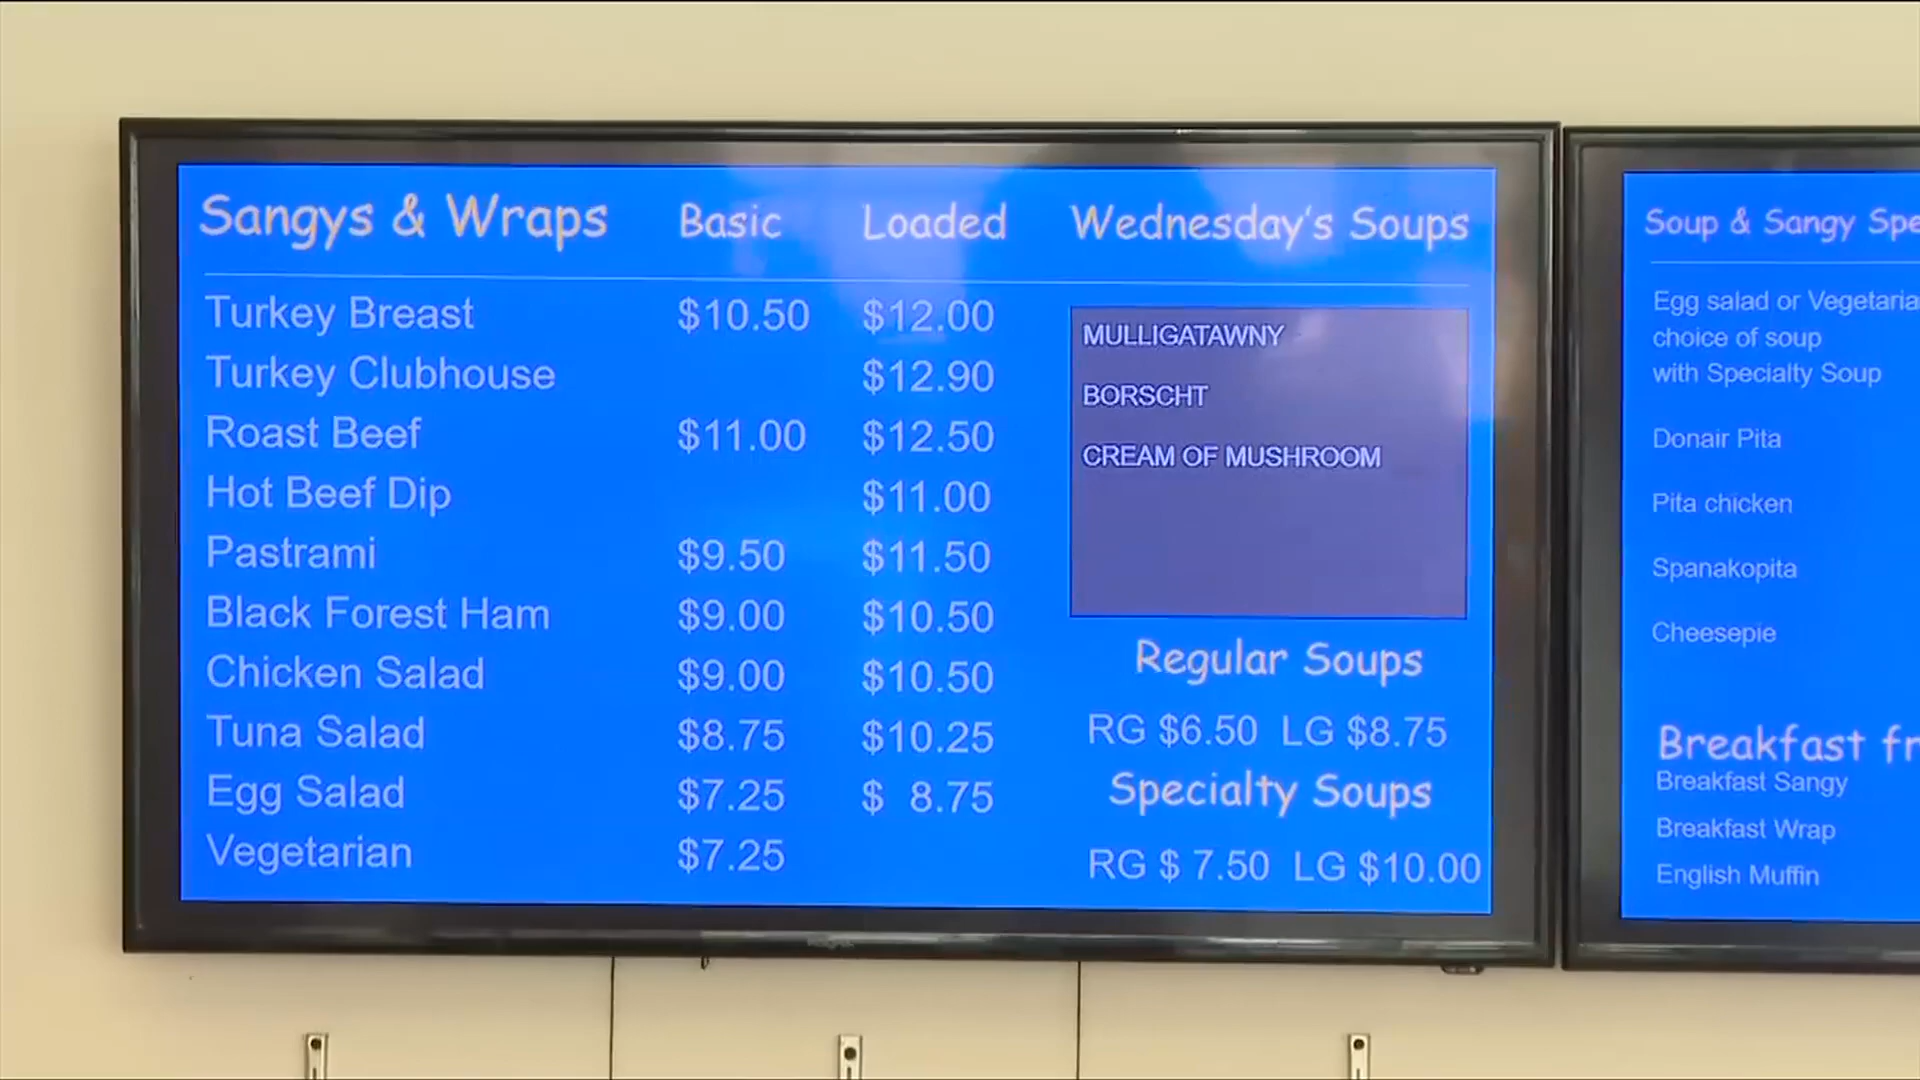 Sangys & Wraps Basic Loaded
Turkey Breast $10.50 $12.00
Turkey Clubhouse $12.90
Roast Beef $11.00 $12.50
Hot Beef Dip $11.00
Pastrami $9.50 $11.50
Black Forest Ham $9.00 $10.50
Chicken Salad $9.00 $10.50
Tuna Salad $8.75 $10.25
Egg Salad $7.25 $ 8.75
Vegetarian $7.25
Wednesday's Soups
MULLIGATAWNY
BORSCHT
CREAM OF MUSHROOM
Regular Soups
RG $6.50 LG $8.75
Specialty Soups
RG $ 7.50 LG $10.00
Soup & Sangy Spe
Egg salad or Vegetaria
choice of soup
with Specialty Soup
Donair Pita
Pita chicken
Spanakopita
Cheesepie
Breakfast fr
Breakfast Sangy
Breakfast Wrap
English Muffin